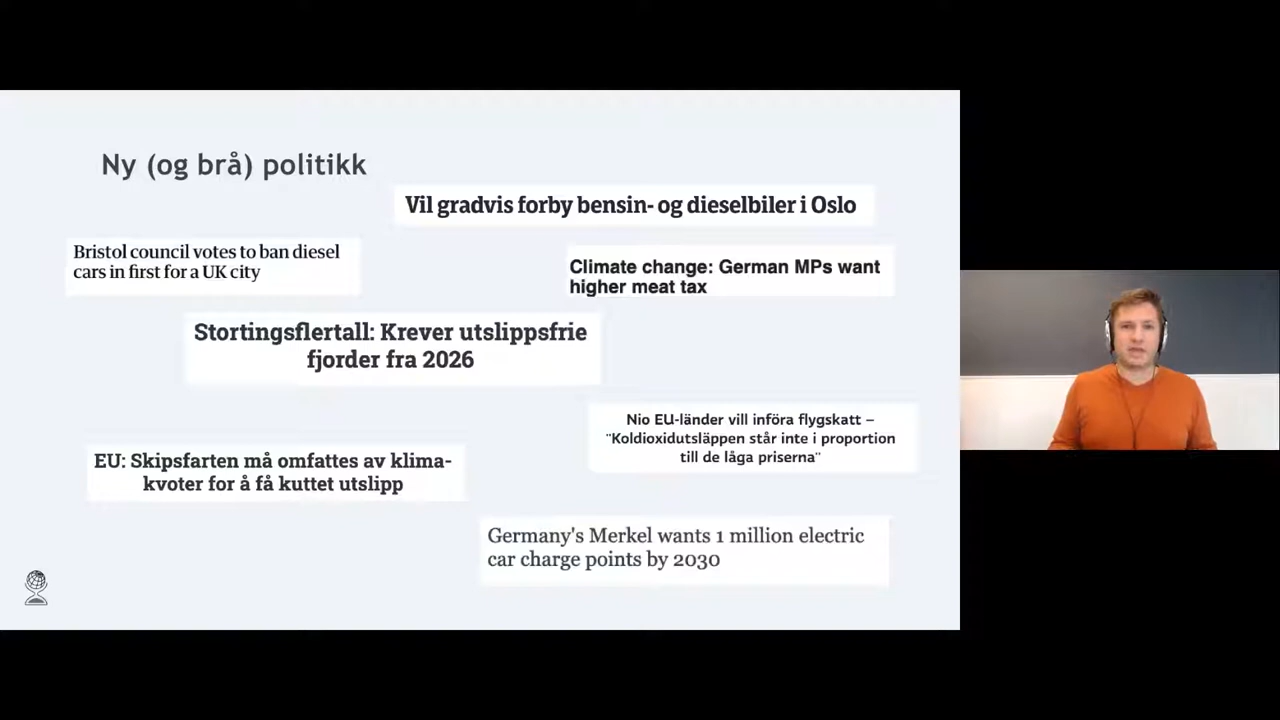 Ny (og brå) politikk
Vil gradvis forby bensin- og dieselbiler i Oslo
Bristol council votes to ban diesel
cars in first for a UK city
Climate change: German MPs want
higher meat tax
Stortingsflertall: Krever utslippsfrie
fjorder fra 2026
Nio EU-länder vill införa flygskatt –
¨Koldioxidutsläppen står inte i proportion
till de låga priserna¨
EU: Skipsfarten må omfattes av klima-
kvoter for å få kuttet utslipp
Germany's Merkel wants 1 million electric
car charge points by 2030